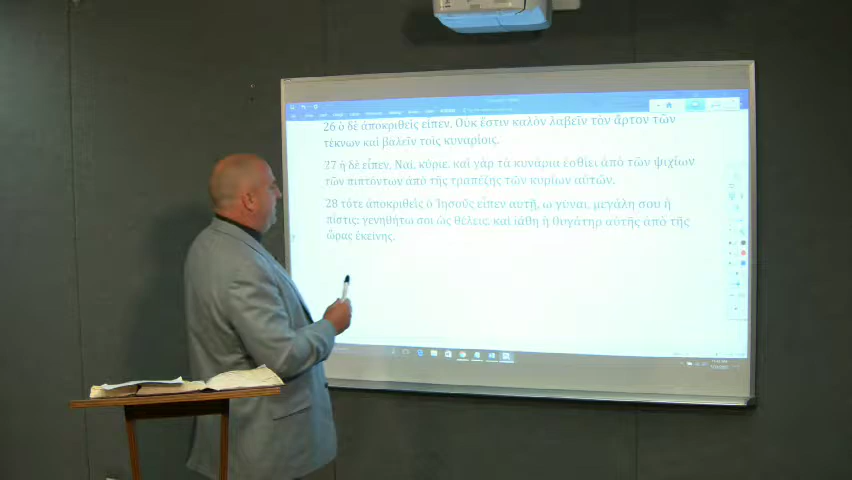 26 ὁ δὲ ἀποκριθεὶς εἶπεν, Οὐκ ἔστιν καλὸν λαβεῖν τὸν ἄρτον τῶν
τέκνων καὶ βαλεῖν τοῖς κυναρίοις.
27 ἡ δὲ εἶπεν, Ναί, κύριε, καὶ γὰρ τὰ κυνάρια ἐσθίει ἀπὸ τῶν ψιχίων
τῶν πιπτόντων ἀπὸ τῆς τραπέζης τῶν κυρίων αὐτῶν.
28 τότε ἀποκριθεὶς ὁ Ἰησοῦς εἶπεν αὐτῇ, ὦ γύναι, μεγάλη σου ἡ
πίστις· γενηθήτω σοι ὡς θέλεις. καὶ ἰάθη ἡ θυγάτηρ αὐτῆς ἀπὸ τῆς
ὥρας ἐκείνης.